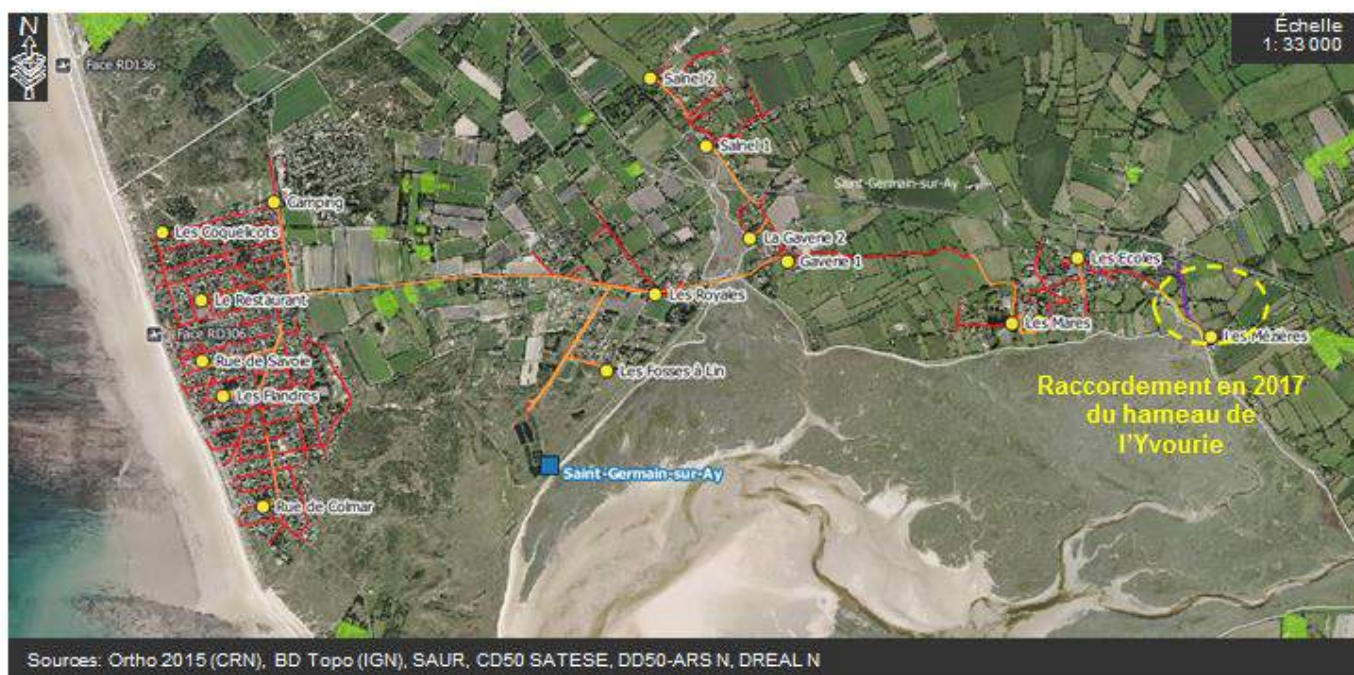 N
Échelle
1: 33 000
Face RD136
Sainel 2
Sainel 1
Saint-Germain-sur-Ay
Camping
Les Coquelicots
La Gaverie 2
Gaverie 1
Les Ecoles
Le Restaurant
Les Royales
Face RD306
Les Mares
Les Mézières
Rue de Savoie
Les Fosses à Lin
Les Flandres
Raccordement en 2017
du hameau de
l'Yvourie
Saint-Germain-sur-Ay
Rue de Colmar
Sources: Ortho 2015 (CRN), BD Topo (IGN), SAUR, CD50 SATESE, DD50-ARS N, DREAL N